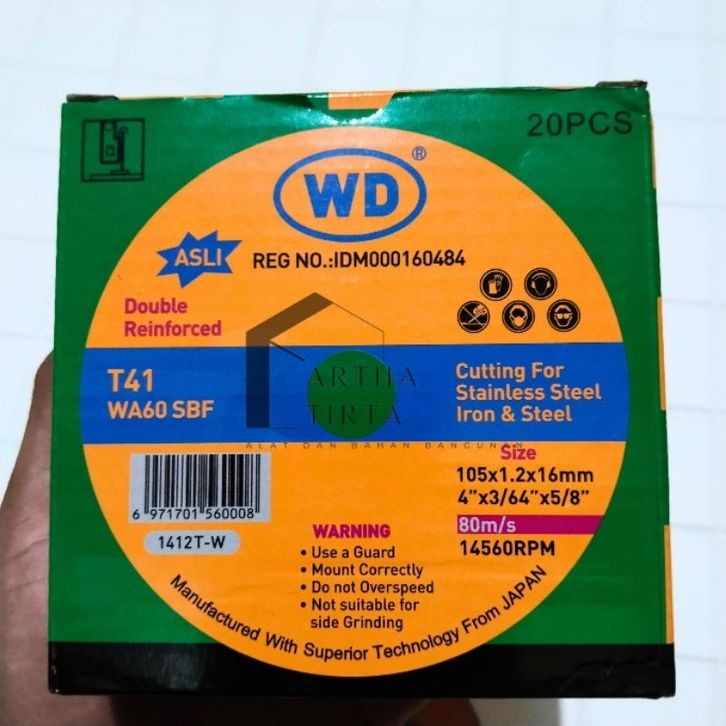 20PCS
WD
®
ASLI
REG NO.:IDM000160484
Double
Reinforced
T41
WA60 SBF
ARTHA
TIRTA
ALAT DAN BAHAN BANGUNAN
Cutting For
Stainless Steel
Iron & Steel
Size
105x1.2x16mm
4"x3/64"x5/8"
80m/s
14560RPM
6 971701 560008
1412T-W
WARNING
• Use a Guard
• Mount Correctly
• Do not Overspeed
• Not suitable for
side Grinding
Manufactured With Superior Technology From JAPAN